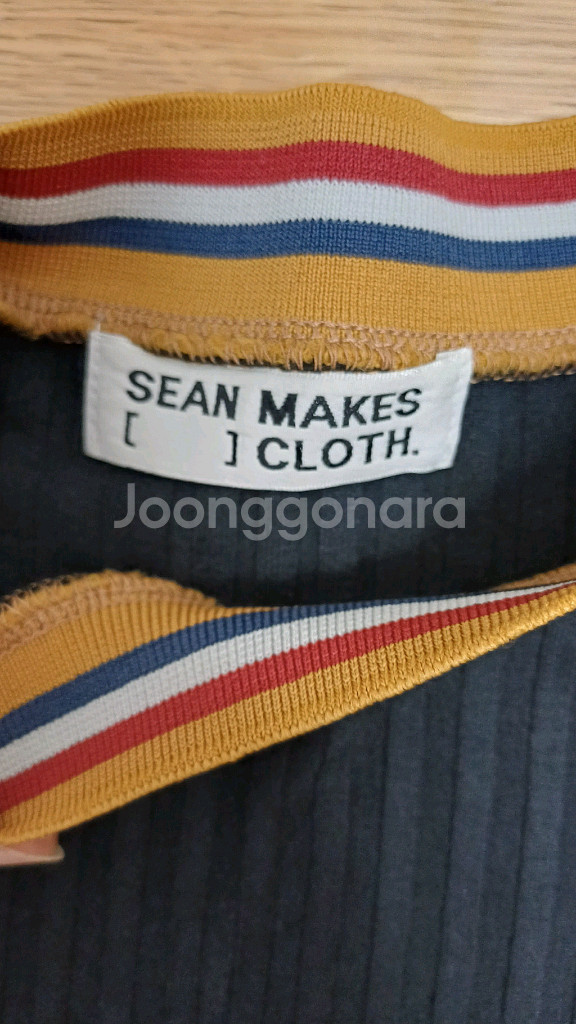 SEAN MAKES
[ ] CLOTH.
Joonggonara